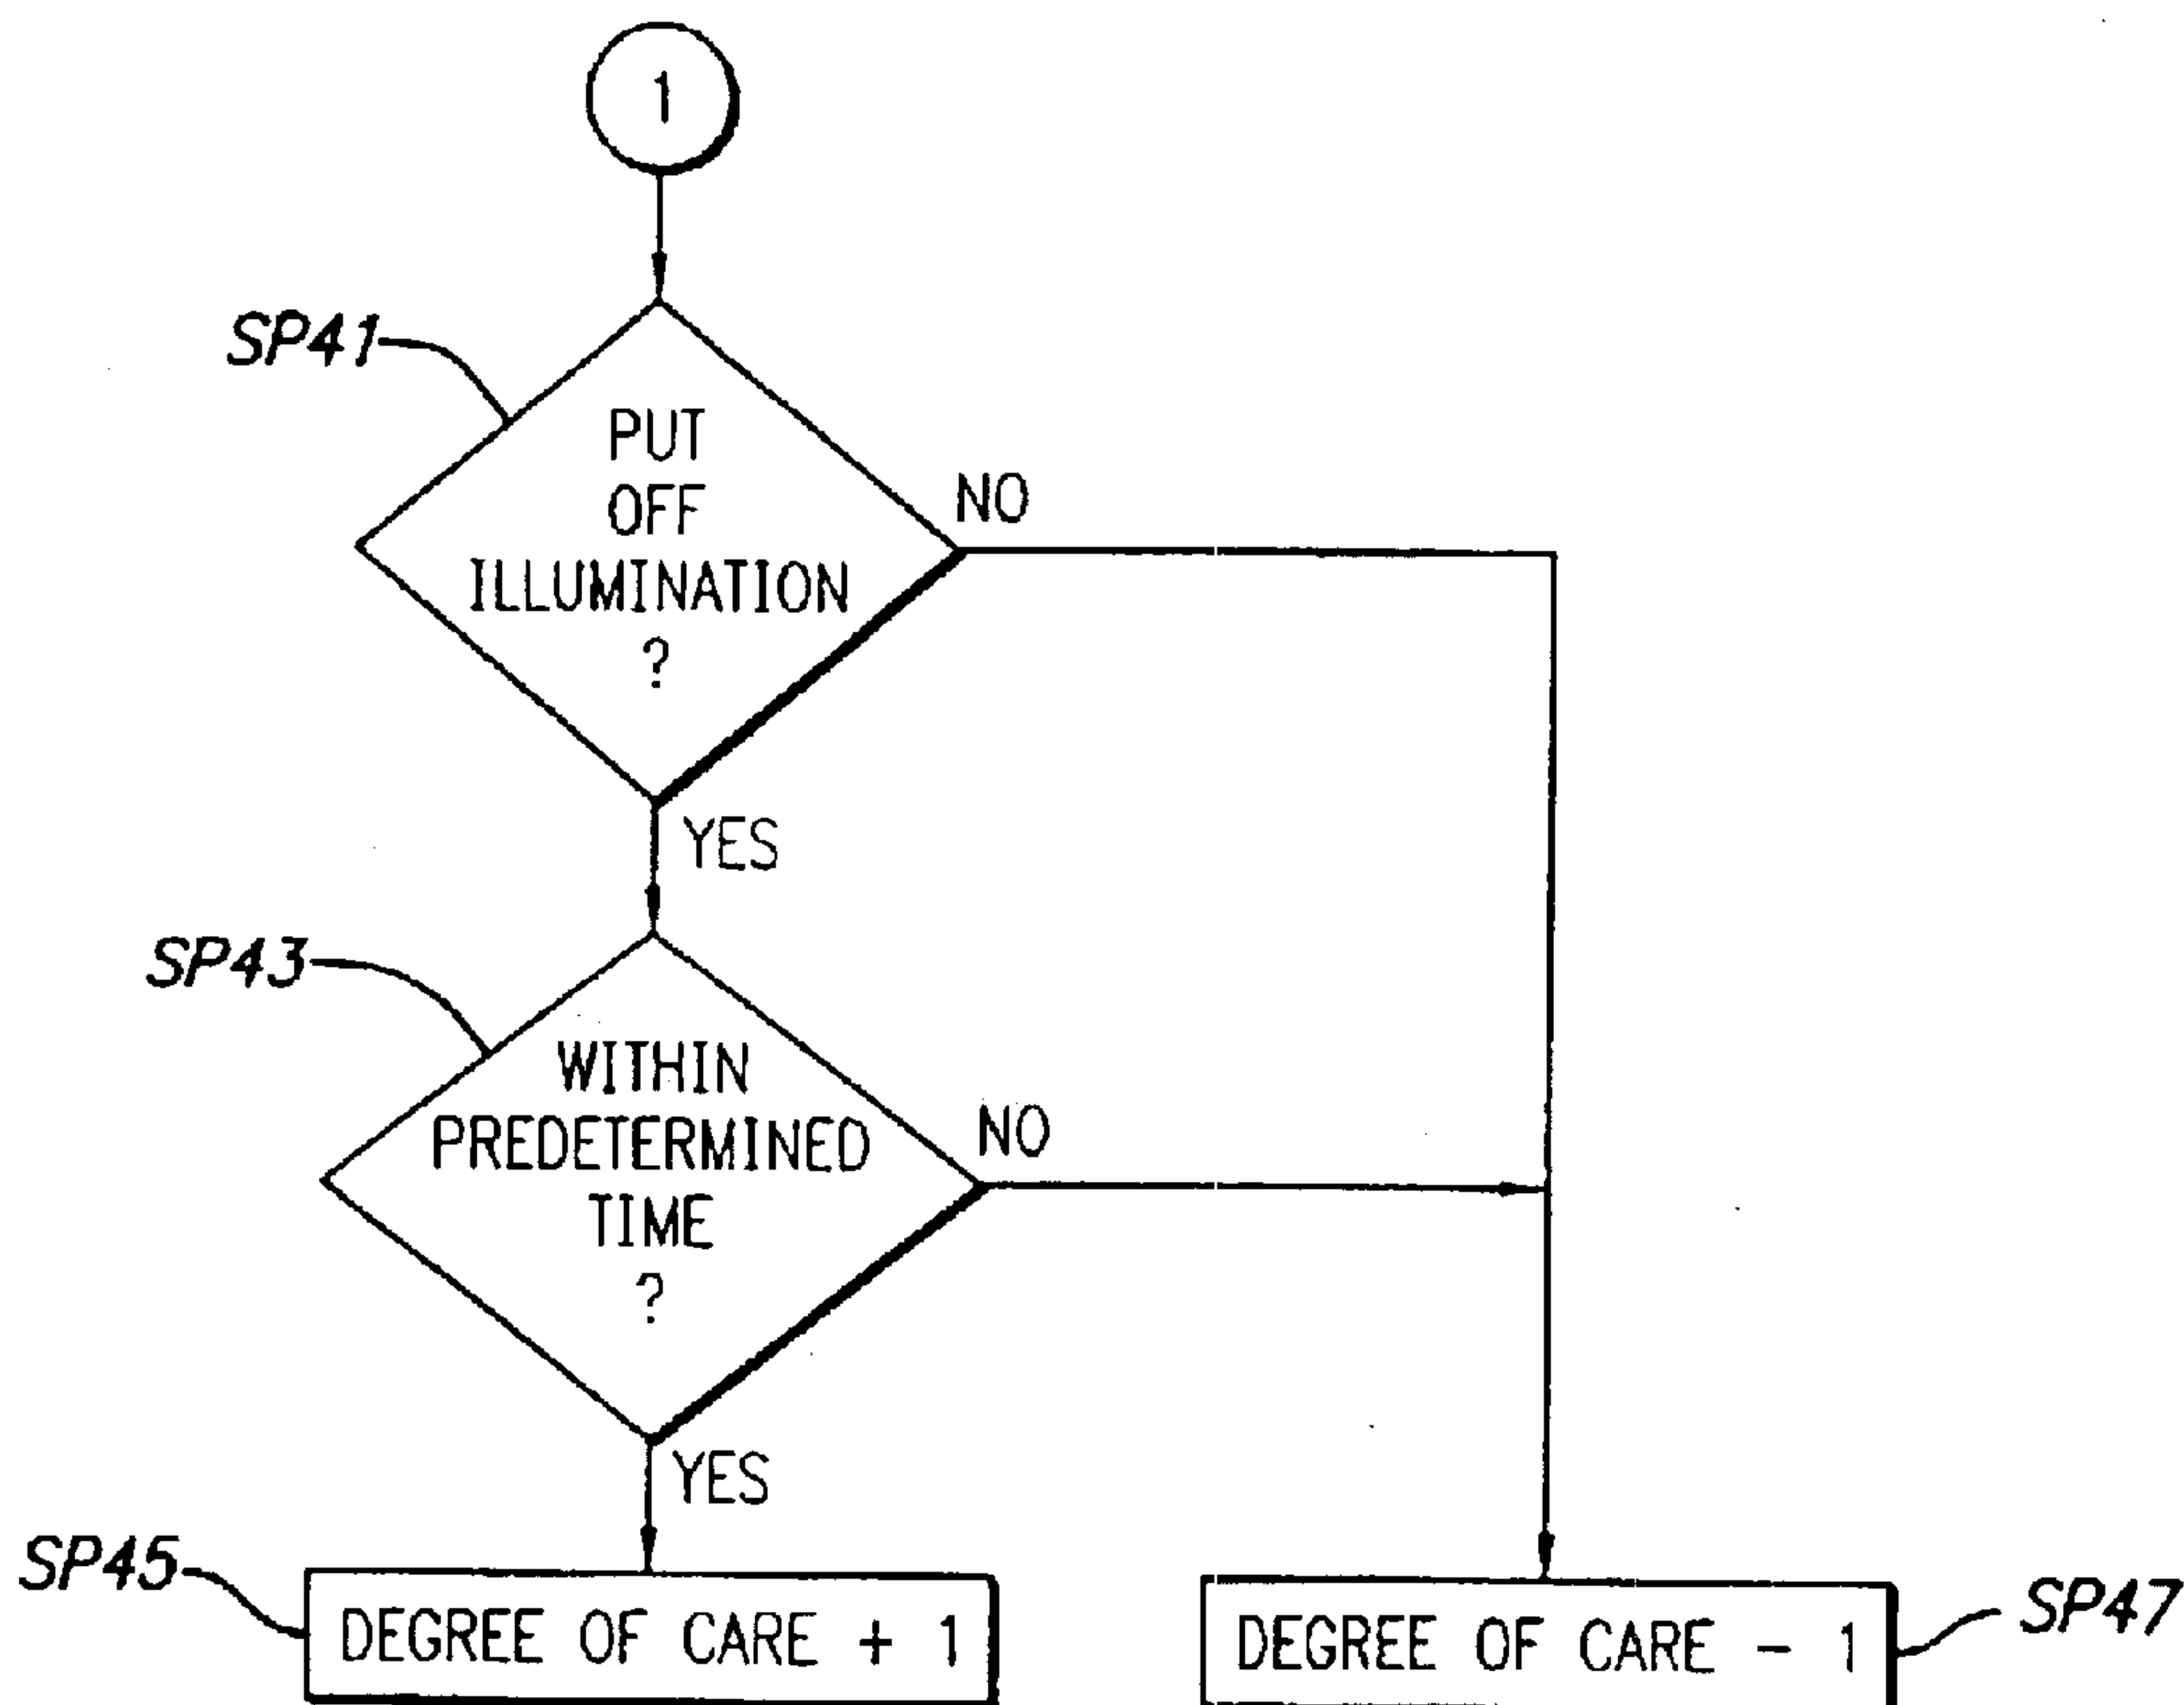 1
SP41
PUT
OFF
ILLUMINATION
?
NO
YES
SP43
WITHIN
PREDETERMINED
TIME
?
NO
YES
SP45
DEGREE OF CARE + 1
DEGREE OF CARE - 1
SP47